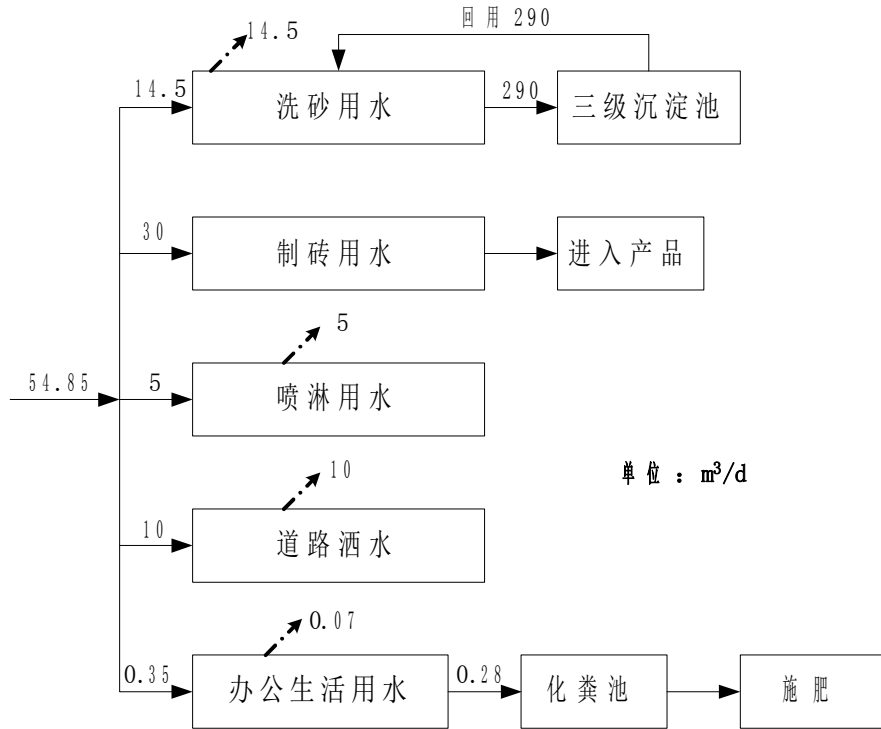 回用 290
14.5
14.5
洗砂用水
290
三级沉淀池
30
制砖用水
进入产品
5
54.85
5
喷淋用水
单位：m³/d
10
10
道路洒水
0.07
0.35
办公生活用水
0.28
化粪池
施肥